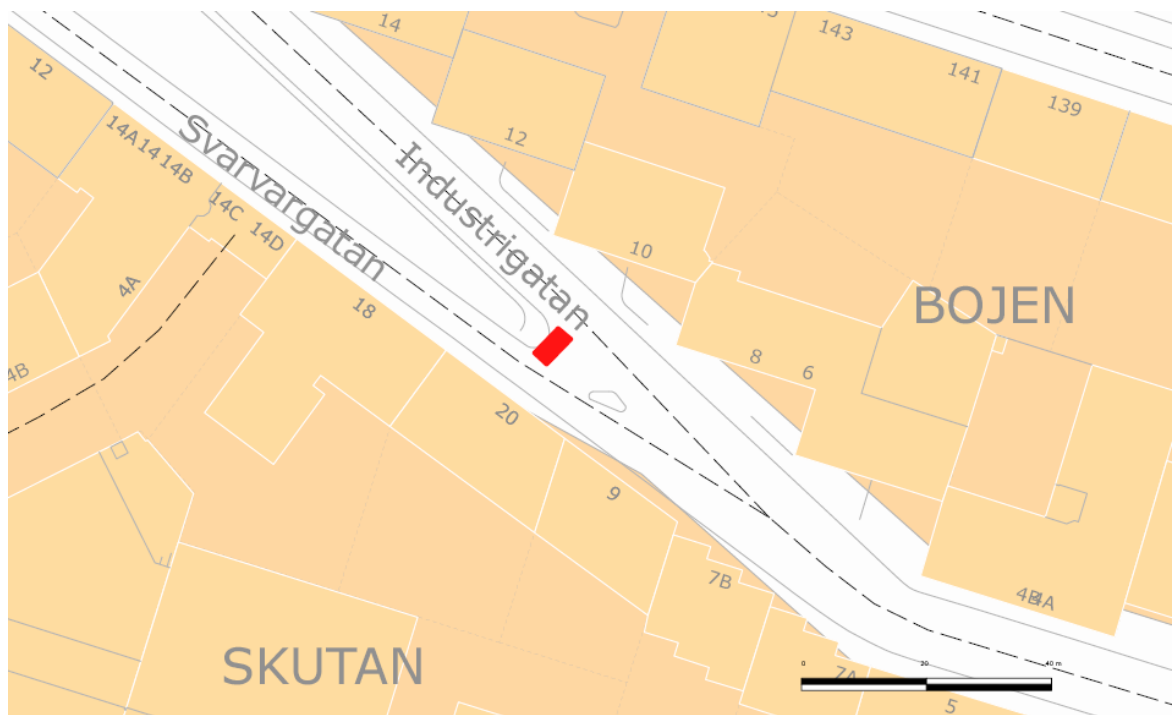 14
143
141
139
12
12
14A
14
14B
14C
14D
Svarvargatan
Industrigatan
10
4A
18
BOJEN
8
6
4B
20
9
7B
4B
4A
SKUTAN
7A
5
0
20
40 m